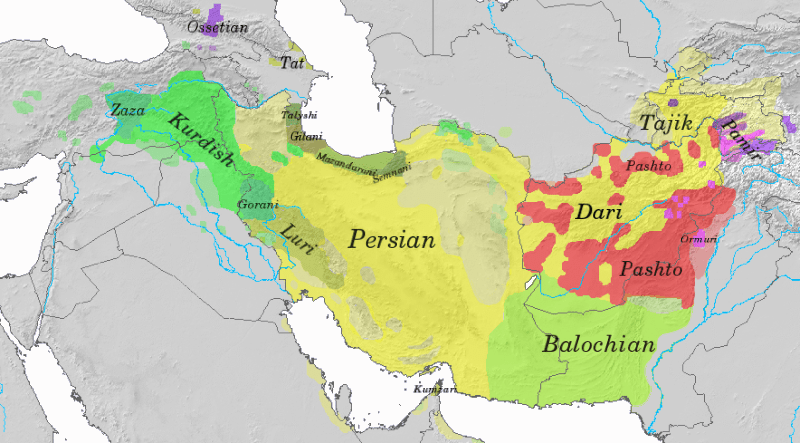 Ossetian
Tat
Zaza
Kurdish
Talyshi
Gilani
Mazandarani
Semnani
Tajik
Pamir
Pashto
Gorani
Luri
Persian
Dari
Ormuri
Pashto
Balochian
Kumzari